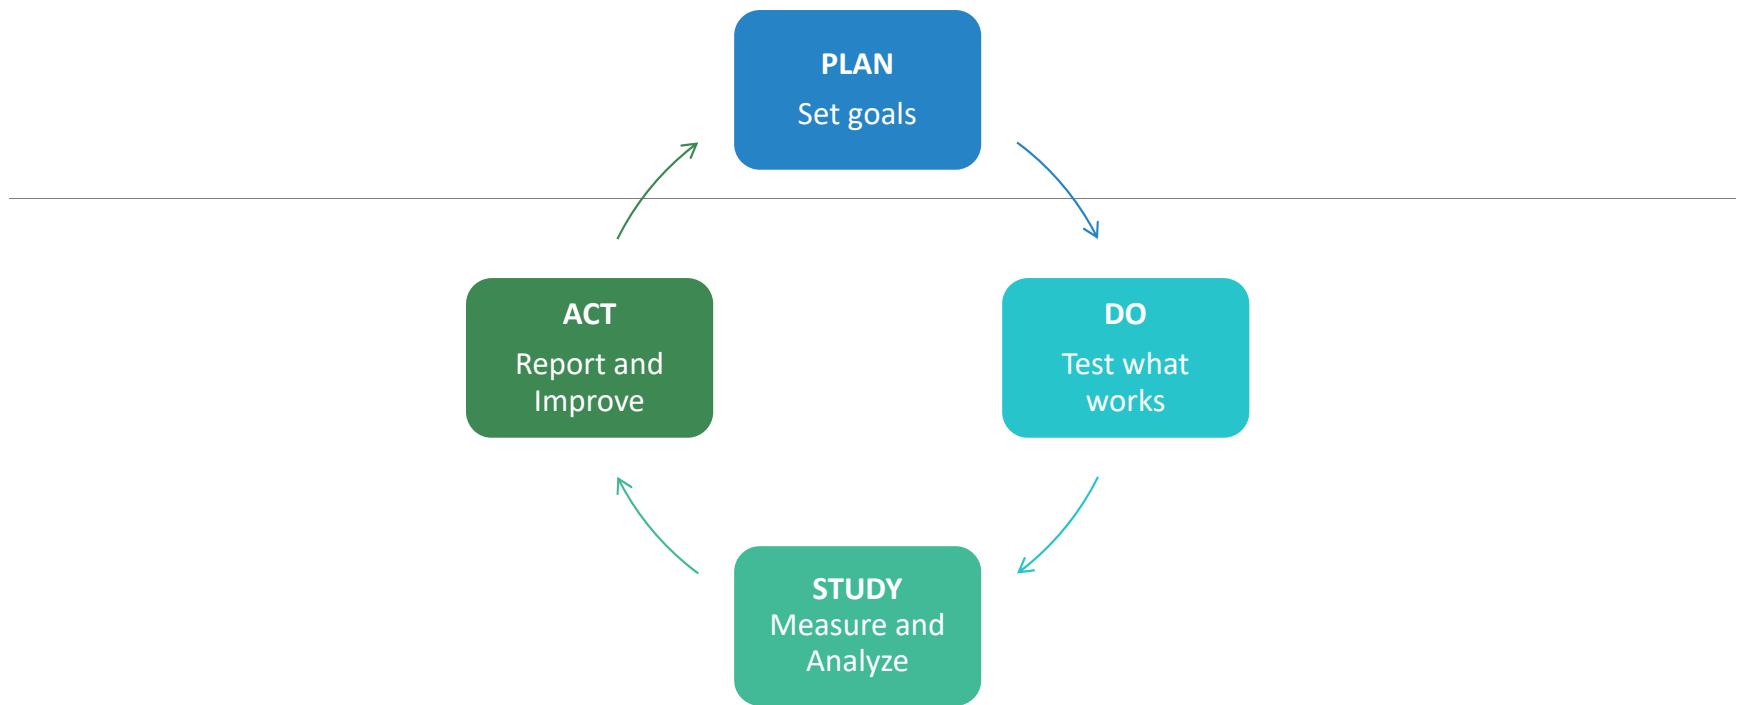 PLAN
Set goals
ACT
Report and
Improve
DO
Test what
works
STUDY
Measure and
Analyze